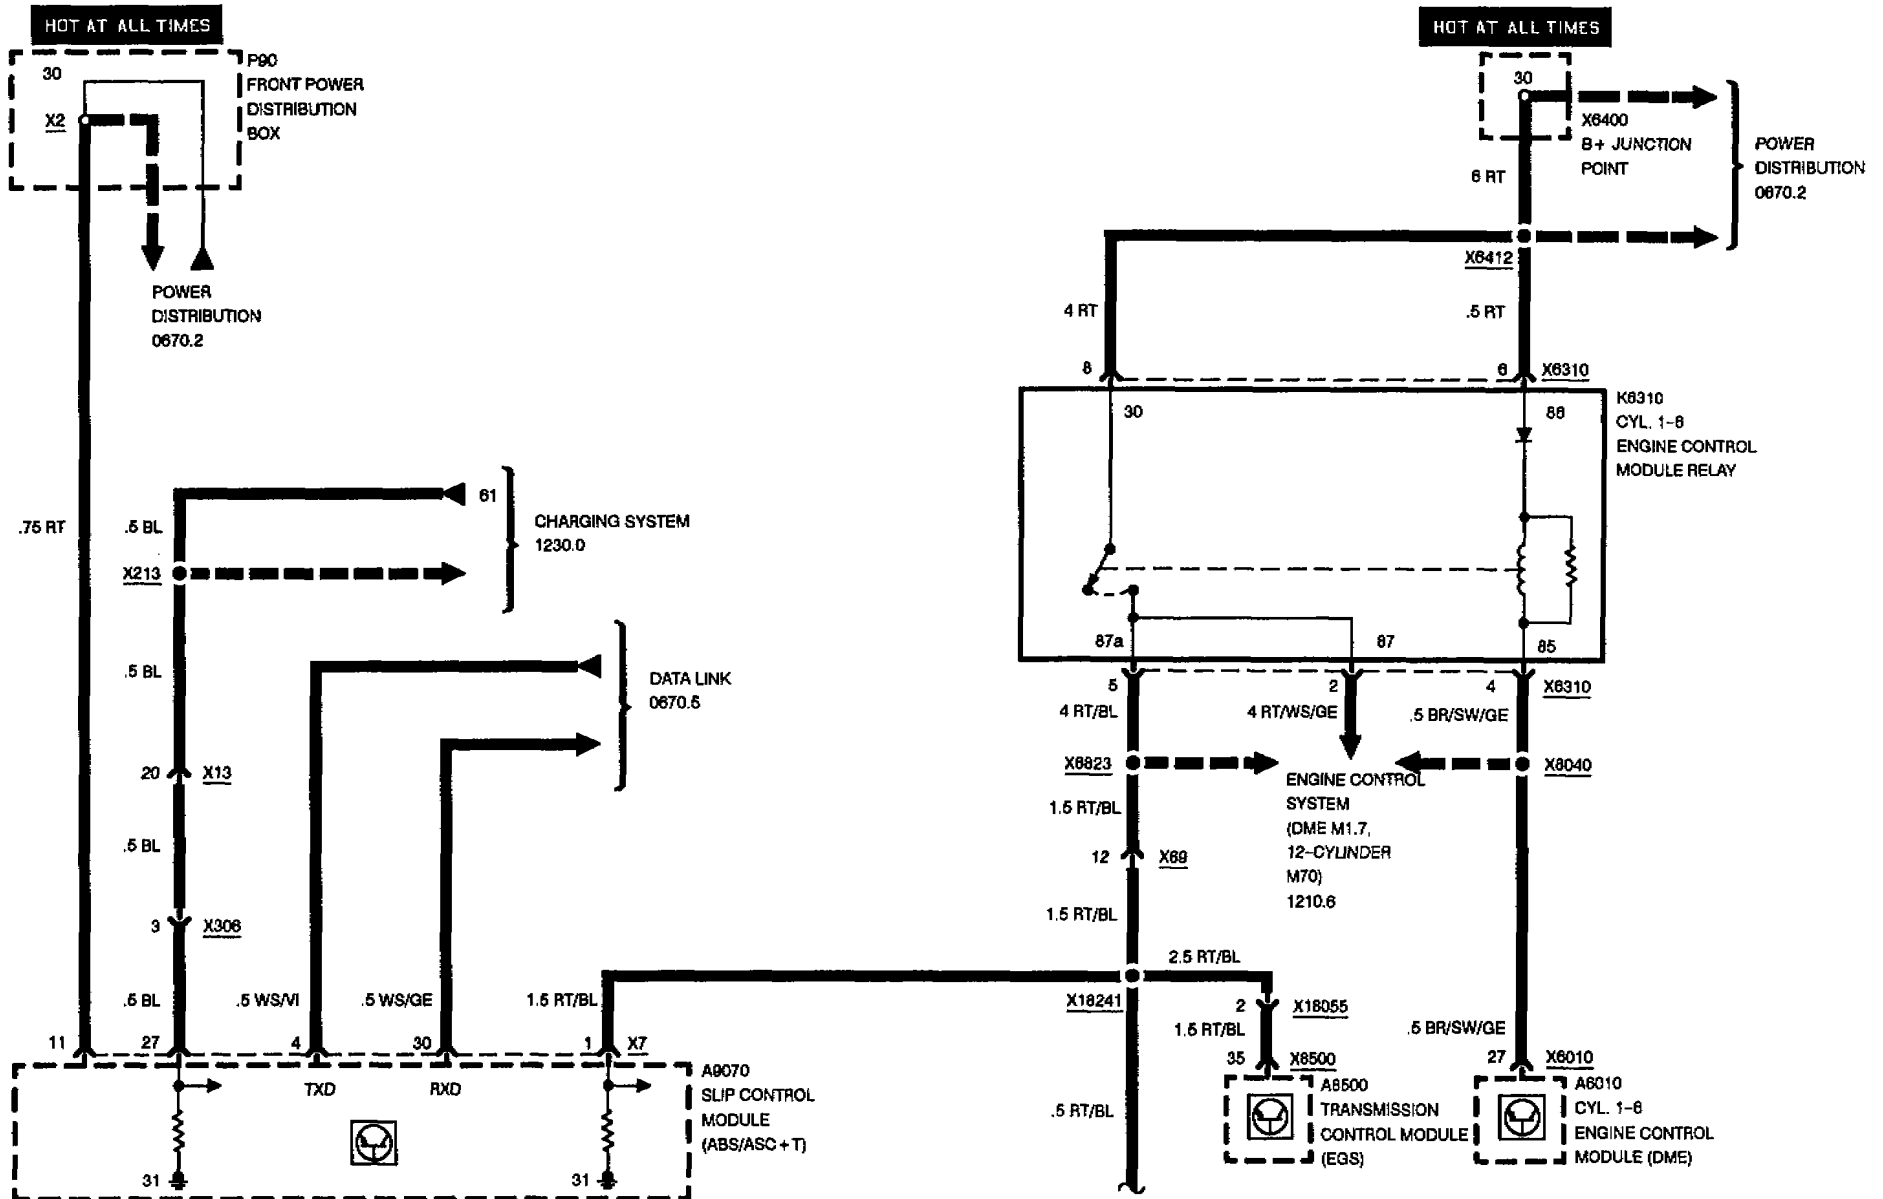 HOT AT ALL TIMES
30
X2
P90
FRONT POWER
DISTRIBUTION
BOX
POWER
DISTRIBUTION
0670.2
.75 RT
.5 BL
61
CHARGING SYSTEM
1230.0
X213
.5 BL
DATA LINK
0670.5
20
X13
.5 BL
3
X306
.5 BL
.5 WS/VI
.5 WS/GE
1.5 RT/BL
11
27
4
30
1
X7
TXD
RXD
31
31
A9070
SLIP CONTROL
MODULE
(ABS/ASC+T)
HOT AT ALL TIMES
30
X6400
B+ JUNCTION
POINT
POWER
DISTRIBUTION
0670.2
6 RT
X6412
4 RT
.5 RT
8
6
X6310
30
86
K6310
CYL. 1-6
ENGINE CONTROL
MODULE RELAY
87a
87
85
5
2
4
X6310
4 RT/BL
4 RT/WS/GE
.5 BR/SW/GE
X6823
X6040
ENGINE CONTROL
SYSTEM
(DME M1.7,
12-CYLINDER
M70)
1210.6
1.5 RT/BL
12
X69
1.5 RT/BL
2.5 RT/BL
X18241
2
X18055
1.5 RT/BL
35
X8500
.5 BR/SW/GE
27
X6010
.5 RT/BL
A8500
TRANSMISSION
CONTROL MODULE
(EGS)
A6010
CYL. 1-6
ENGINE CONTROL
MODULE (DME)